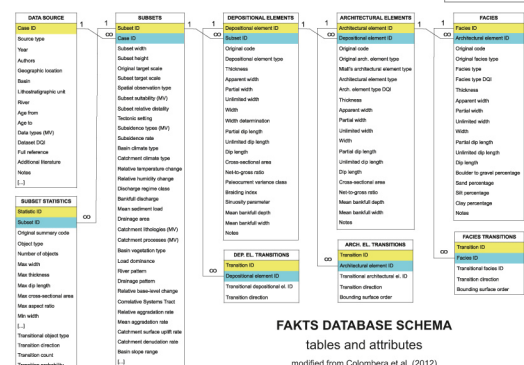 DATA SOURCE
Case ID
Source type
Year
Authors
Geographic location
Basin
Lithostratigraphic unit
River
Age from
Age to
Data types (MV)
Dataset DQI
Full reference
Additional literature
Notes
[...]
SUBSET STATISTICS
Statistic ID
Subset ID
Original summary code
Object type
Number of objects
Max width
Max thickness
Max dip length
Max cross-sectional area
Max aspect ratio
Min width
[...]
Transitional object type
Transition direction
Transition count
Transition probability
1
1
∞
∞
SUBSETS
Subset ID
Case ID
Subset width
Subset height
Original target scale
Subset target scale
Spatial observation type
Subset suitability (MV)
Subset relative distality
Tectonic setting
Subsidence types (MV)
Subsidence rate
Basin climate type
Catchment climate type
Relative temperature change
Relative humidity change
Discharge regime class
Bankfull discharge
Mean sediment load
Drainage area
Catchment lithologies (MV)
Catchment processes (MV)
Basin vegetation type
Load dominance
River pattern
Drainage pattern
Relative base-level change
Correlative Systems Tract
Relative aggradation rate
Mean aggradation rate
Catchment surface uplift rate
Catchment denudation rate
Basin slope range
[...]
1
1
∞
∞
DEPOSITIONAL ELEMENTS
Depositional element ID
Subset ID
Original code
Depositional element type
Thickness
Apparent width
Partial width
Unlimited width
Width
Width determination
Partial dip length
Unlimited dip length
Dip length
Cross-sectional area
Net-to-gross ratio
Paleocurrent variance class
Braiding index
Sinuosity parameter
Mean bankfull depth
Mean bankfull width
Notes
DEP. EL. TRANSITIONS
Transition ID
Depositional element ID
Transitional depositional el. ID
Transition direction
1
1
∞
∞
ARCHITECTURAL ELEMENTS
Architectural element ID
Depositional element ID
Original code
Original arch. element type
Miall's architectural element type
Architectural element type
Arch. element type DQI
Thickness
Apparent width
Partial width
Unlimited width
Width
Partial dip length
Unlimited dip length
Dip length
Cross-sectional area
Net-to-gross ratio
Mean bankfull depth
Mean bankfull width
Notes
ARCH. EL. TRANSITIONS
Transition ID
Architectural element ID
Transitional architectural el. ID
Transition direction
Bounding surface order
1
1
∞
∞
FACIES
Facies ID
Architectural element ID
Original code
Original facies type
Facies type
Facies type DQI
Thickness
Apparent width
Partial width
Unlimited width
Width
Partial dip length
Unlimited dip length
Dip length
Boulder to gravel percentage
Sand percentage
Silt percentage
Clay percentage
Notes
FACIES TRANSITIONS
Transition ID
Facies ID
Transitional facies ID
Transition direction
Bounding surface order
FAKTS DATABASE SCHEMA
tables and attributes
modified from Colombera et al. (2012)